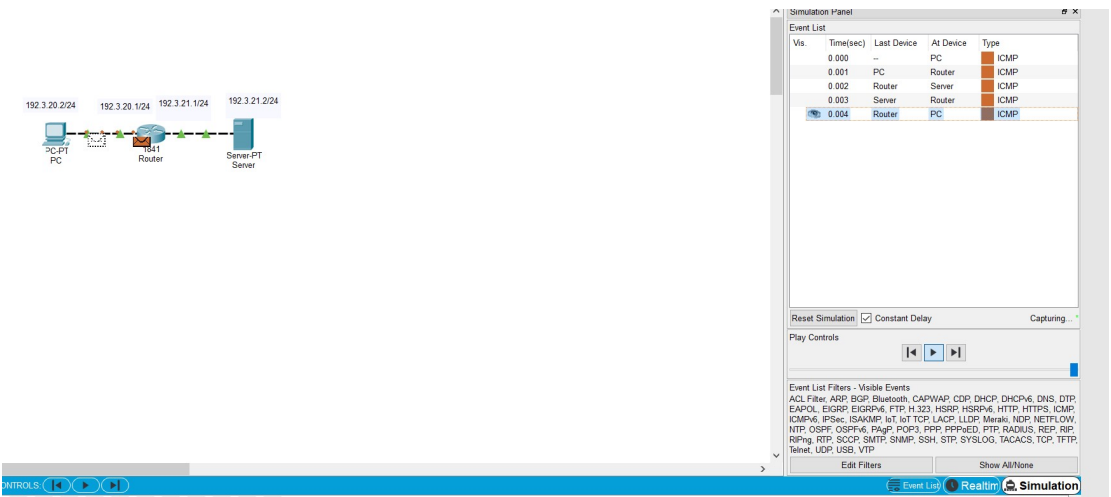 Simulation Panel
Event List
Vis. Time(sec) Last Device At Device Type
0.000 -- PC ICMP
0.001 PC Router ICMP
0.002 Router Server ICMP
0.003 Server Router ICMP
0.004 Router PC ICMP
192.3.20.2/24 192.3.20.1/24 192.3.21.1/24 192.3.21.2/24
PC-PT
PC
1841
Router
Server-PT
Server
Reset Simulation Constant Delay Capturing...
Play Controls
Event List Filters - Visible Events
ACL Filter, ARP, BGP, Bluetooth, CAPWAP, CDP, DHCP, DHCPv6, DNS, DTP,
EAPOL, EIGRP, EIGRPv6, FTP, H.323, HSRP, HSRPv6, HTTP, HTTPS, ICMP,
ICMPv6, IPSec, ISAKMP, IoT, IoT TCP, LACP, LLDP, Meraki, NDP, NETFLOW,
NTP, OSPF, OSPFv6, PAgP, POP3, PPP, PPPoED, PTP, RADIUS, REP, RIP,
RIPng, RTP, SCCP, SMTP, SNMP, SSH, STP, SYSLOG, TACACS, TCP, TFTP,
Telnet, UDP, USB, VTP
Edit Filters Show All/None
ONTROLS: Event List Realtim Simulation